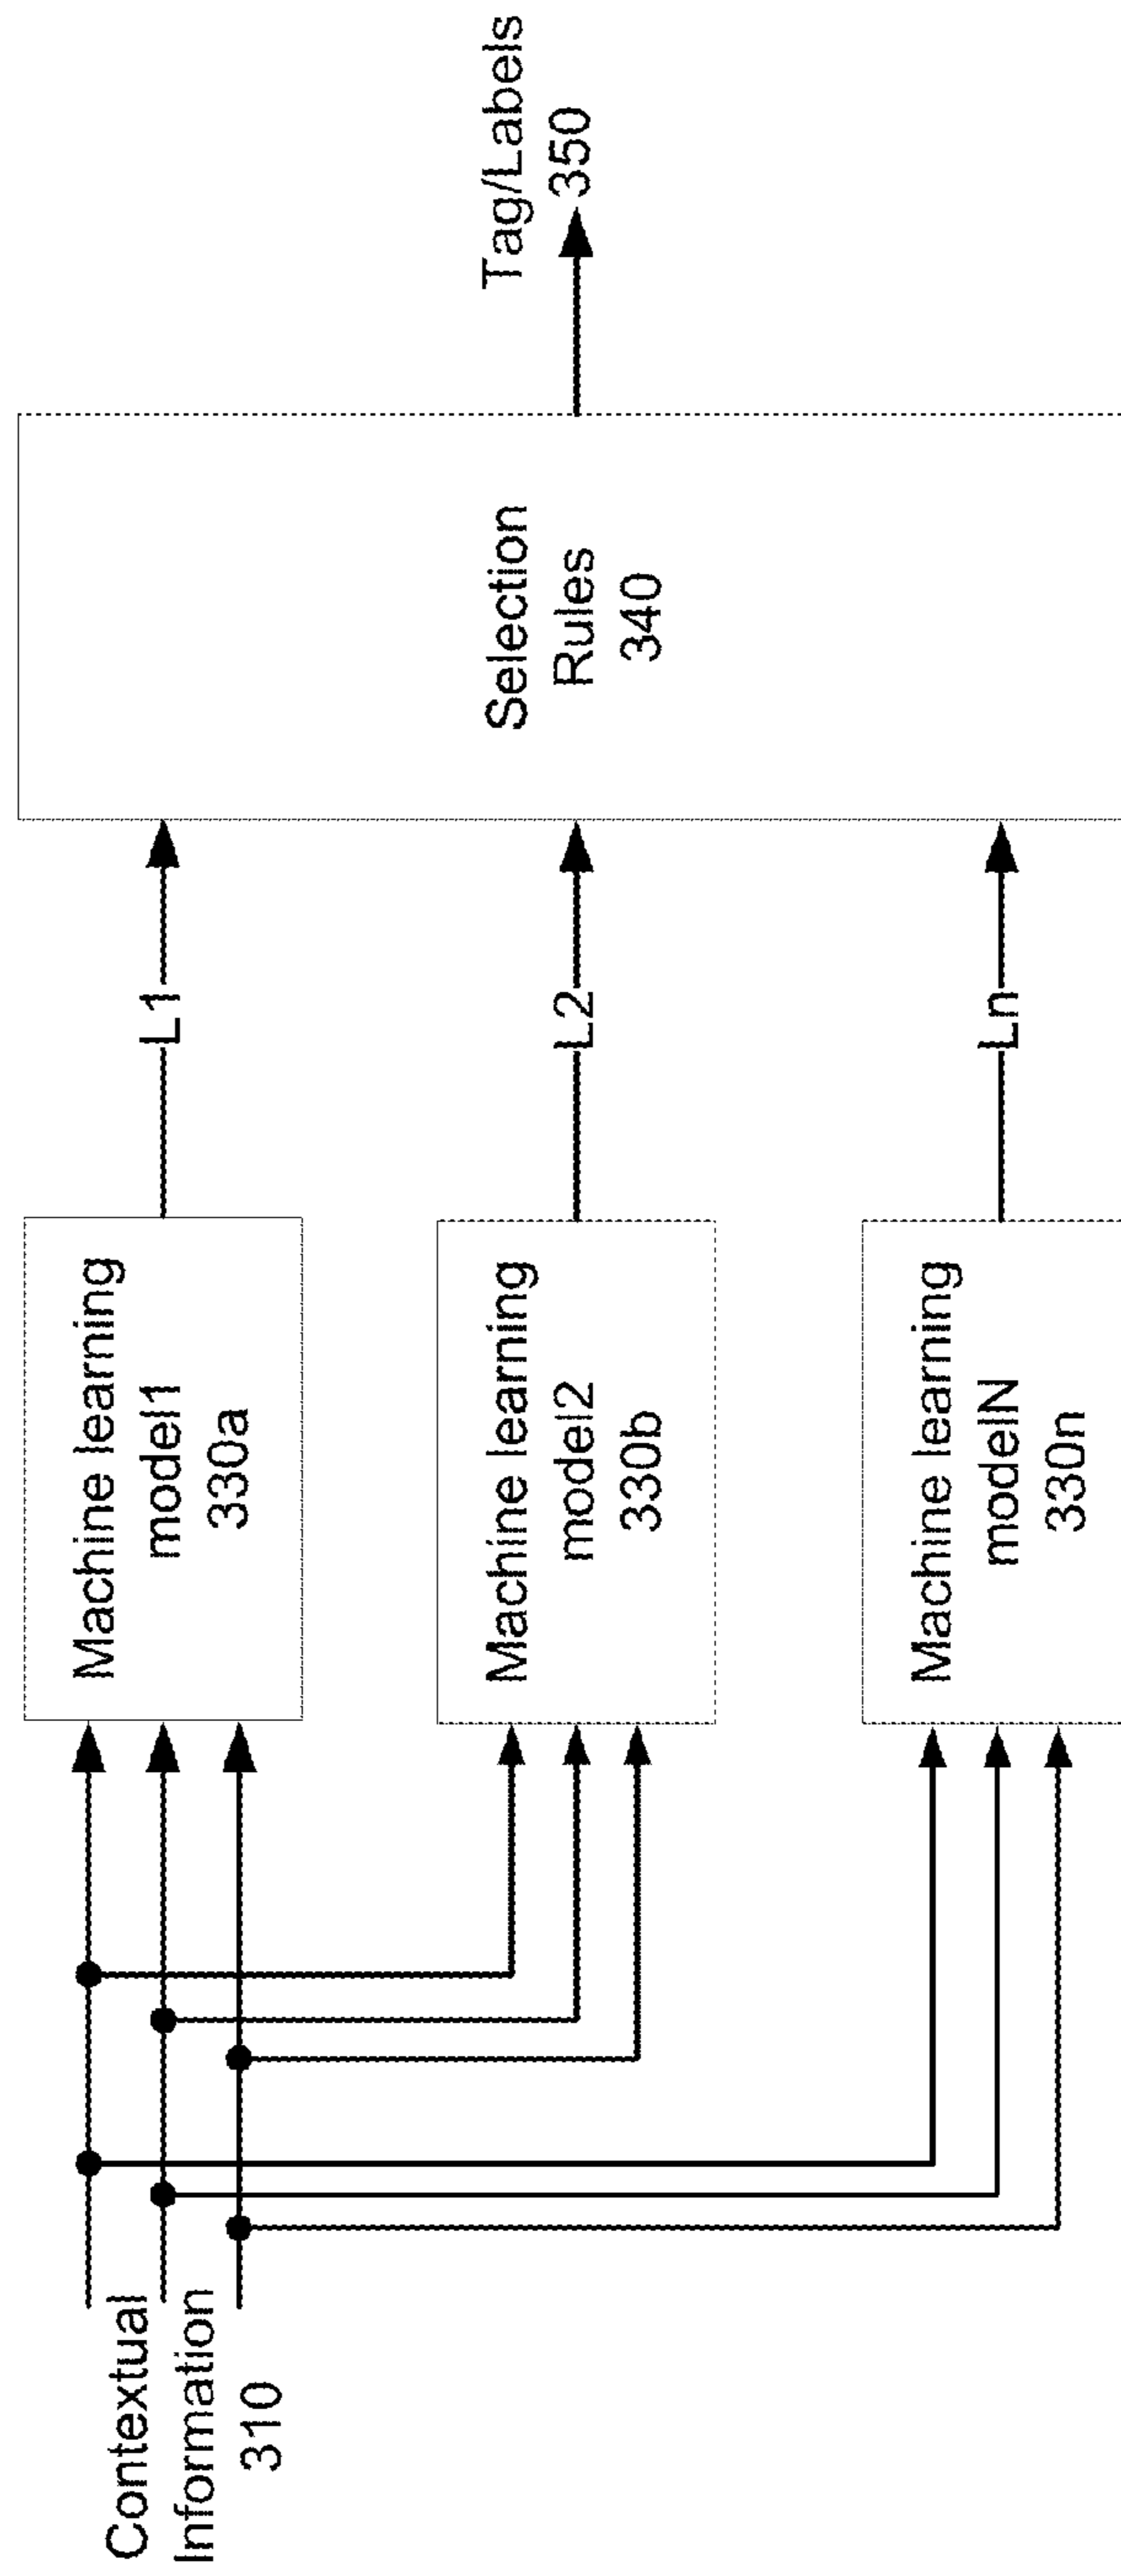 Contextual
Information
310
Machine learning
model1
330a
Machine learning
model2
330b
Machine learning
modelN
330n
L1
L2
Ln
Selection
Rules
340
Tag/Labels
350